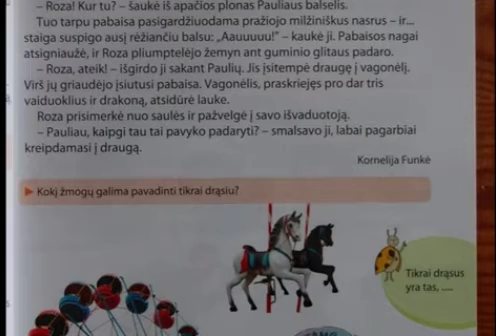 – Roza! Kur tu? – šaukė iš apačios plonas Pauliaus balselis.
Tuo tarpu pabaisa pasigardžiuodama pražiojo milžiniškus nasrus – ir...
staiga suspigo ausį rėžiančiu balsu: „Aauuuuu!" – kaukė ji. Pabaisos nagai
atsigniaužė, ir Roza pliumptelėjo žemyn ant guminio glitaus padaro.
– Roza, ateik! – išgirdo ji sakant Paulių. Jis įsitempė draugę į vagonėlį.
Virš jų griaudėjo įsiutusi pabaisa. Vagonėlis, praskriejęs pro dar tris
vaiduoklius ir drakoną, atsidūrė lauke.
Roza prisimerkė nuo saulės ir pažvelgė į savo išvaduotoją.
– Pauliau, kaipgi tau tai pavyko padaryti? – smalsavo ji, labai pagarbiai
kreipdamasi į draugą.
Kornelija Funkė
Kokį žmogų galima pavadinti tikrai drąsiu?
Tikrai drąsus
yra tas, ....